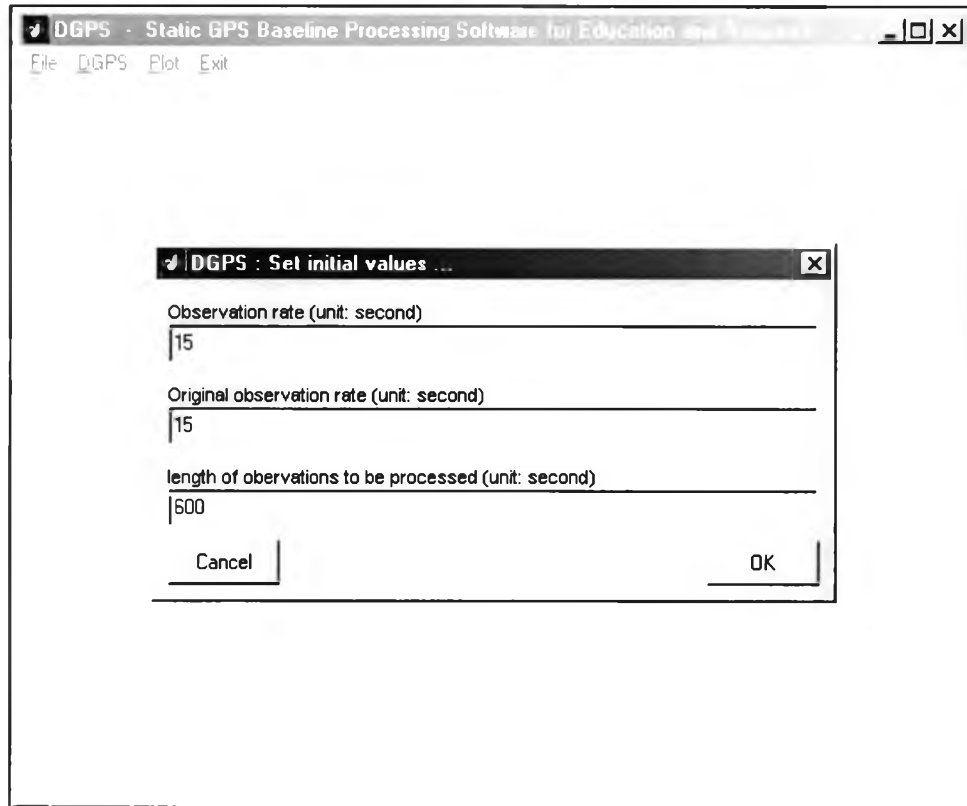 DGPS - Static GPS Baseline Processing Software for Education and
File DGPS Plot Exit
DGPS : Set initial values ...
Observation rate (unit: second)
15
Original observation rate (unit: second)
15
length of obervations to be processed (unit: second)
600
Cancel OK